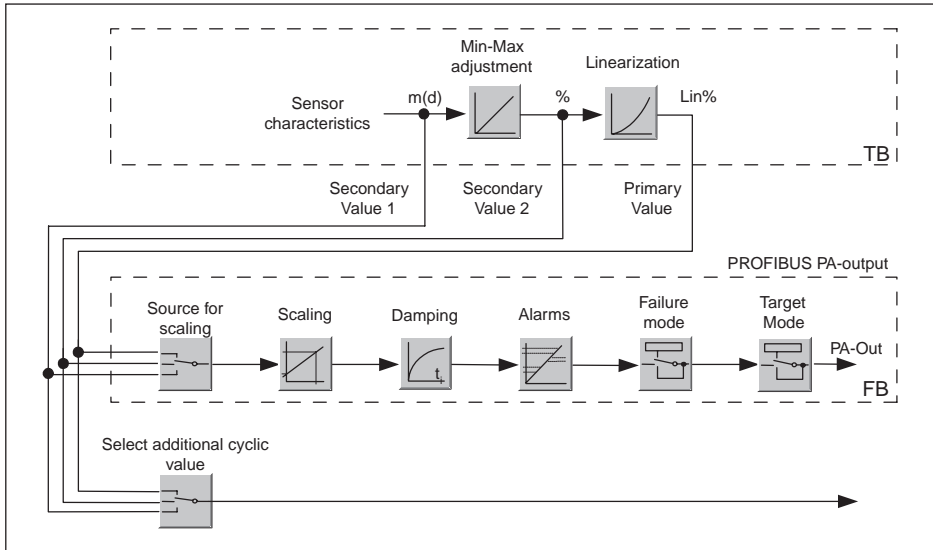 Min-Max
adjustment
Linearization
Sensor
characteristics
m(d)
%
Lin%
TB
Secondary
Value 1
Secondary
Value 2
Primary
Value
PROFIBUS PA-output
Source for
scaling
Scaling
Damping
Alarms
Failure
mode
Target
Mode
t
PA-Out
FB
Select additional cyclic
value